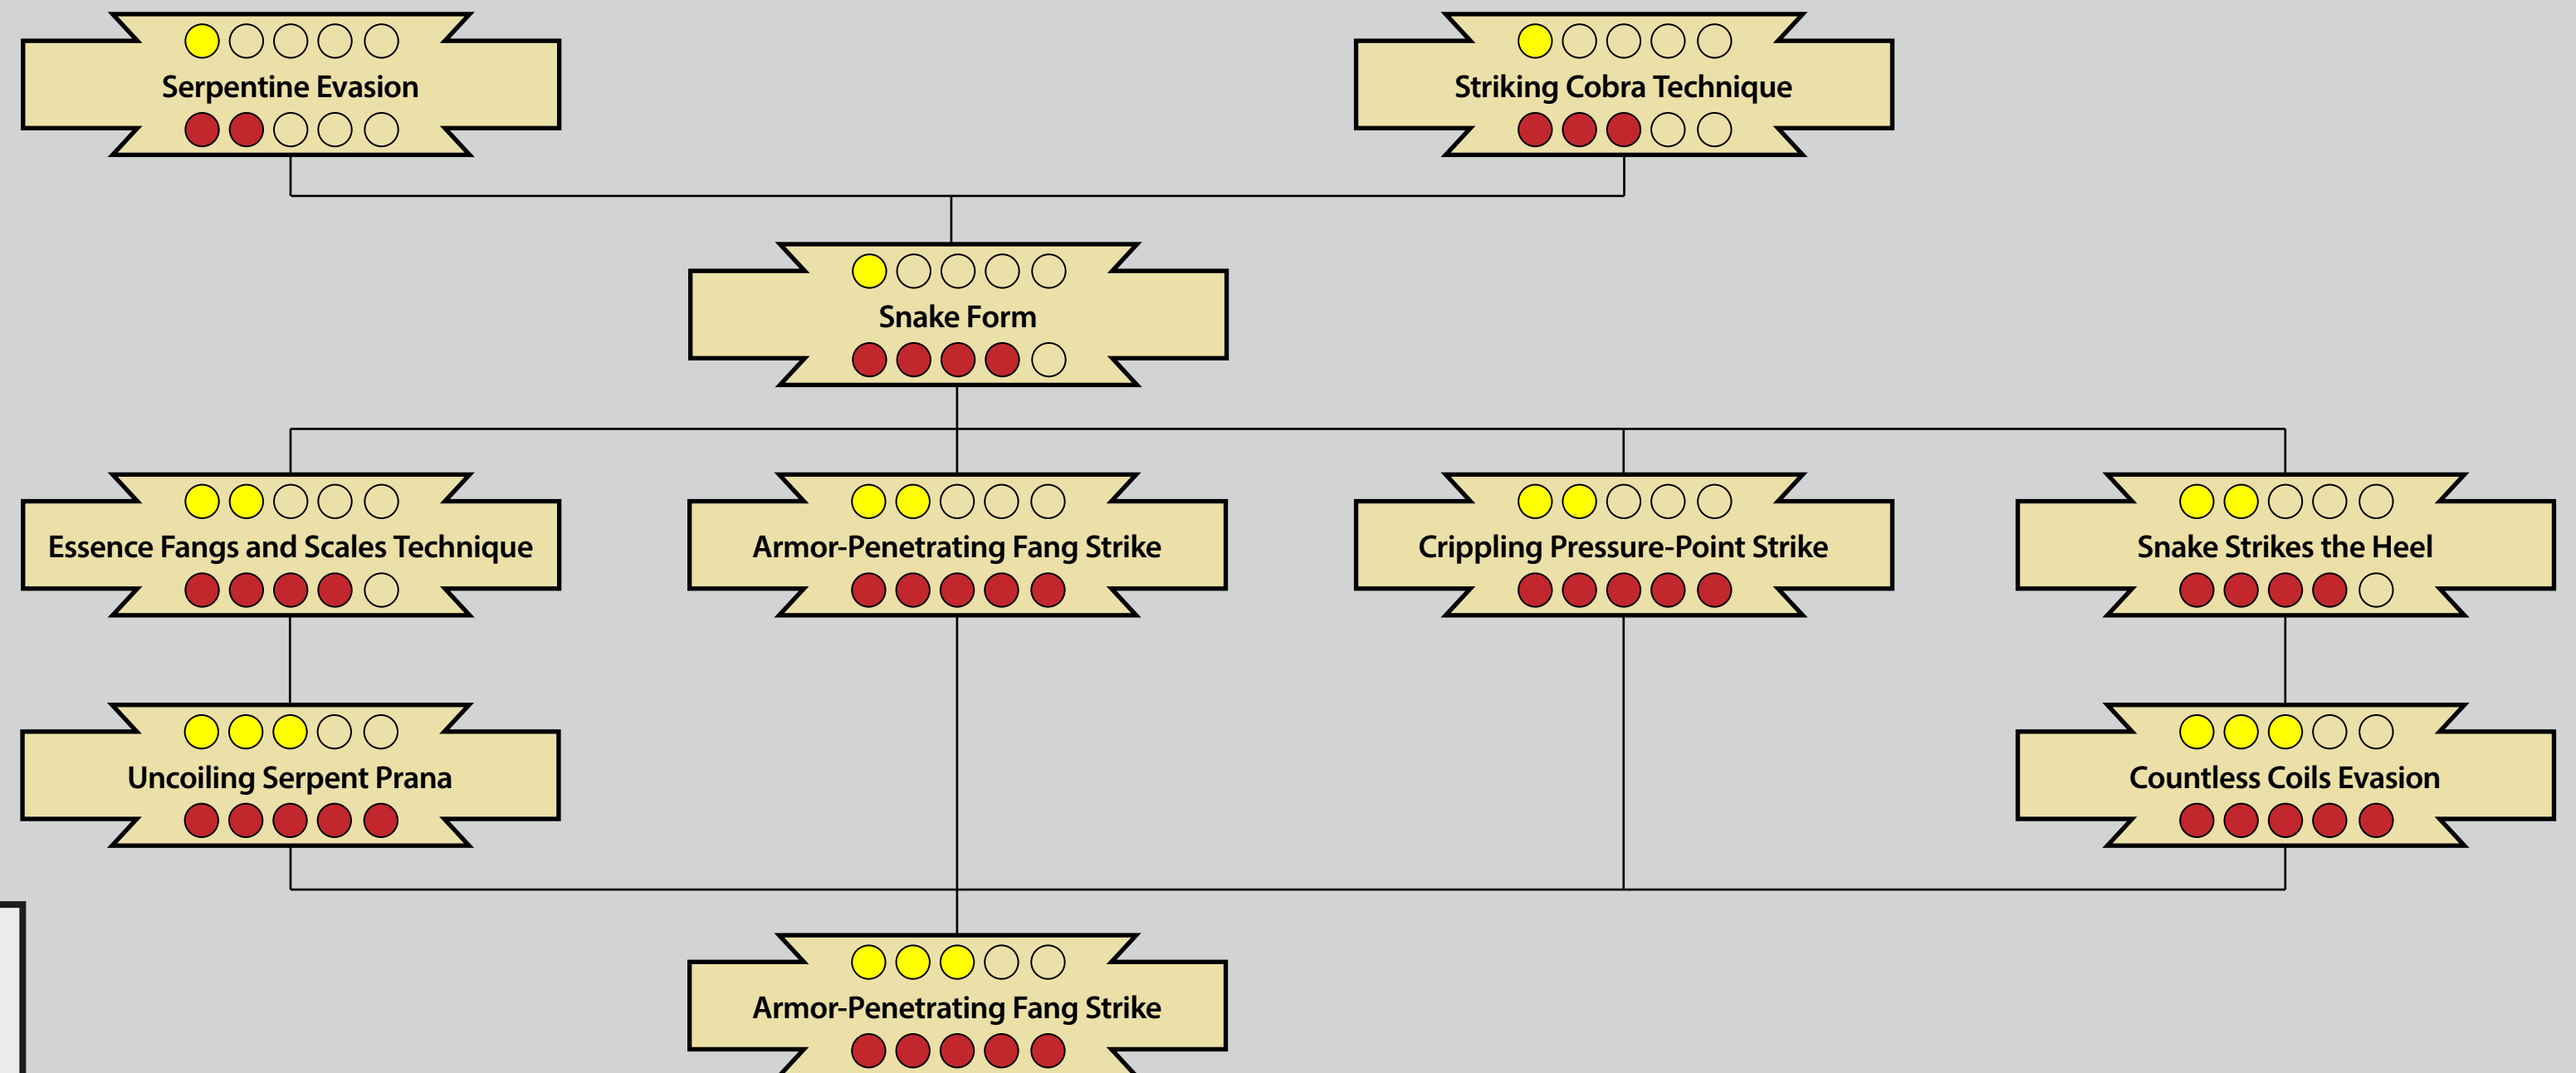 Serpentine Evasion
Striking Cobra Technique
Snake Form
Essence Fangs and Scales Technique
Armor-Penetrating Fang Strike
Crippling Pressure-Point Strike
Snake Strikes the Heel
Uncoiling Serpent Prana
Countless Coils Evasion
Armor-Penetrating Fang Strike